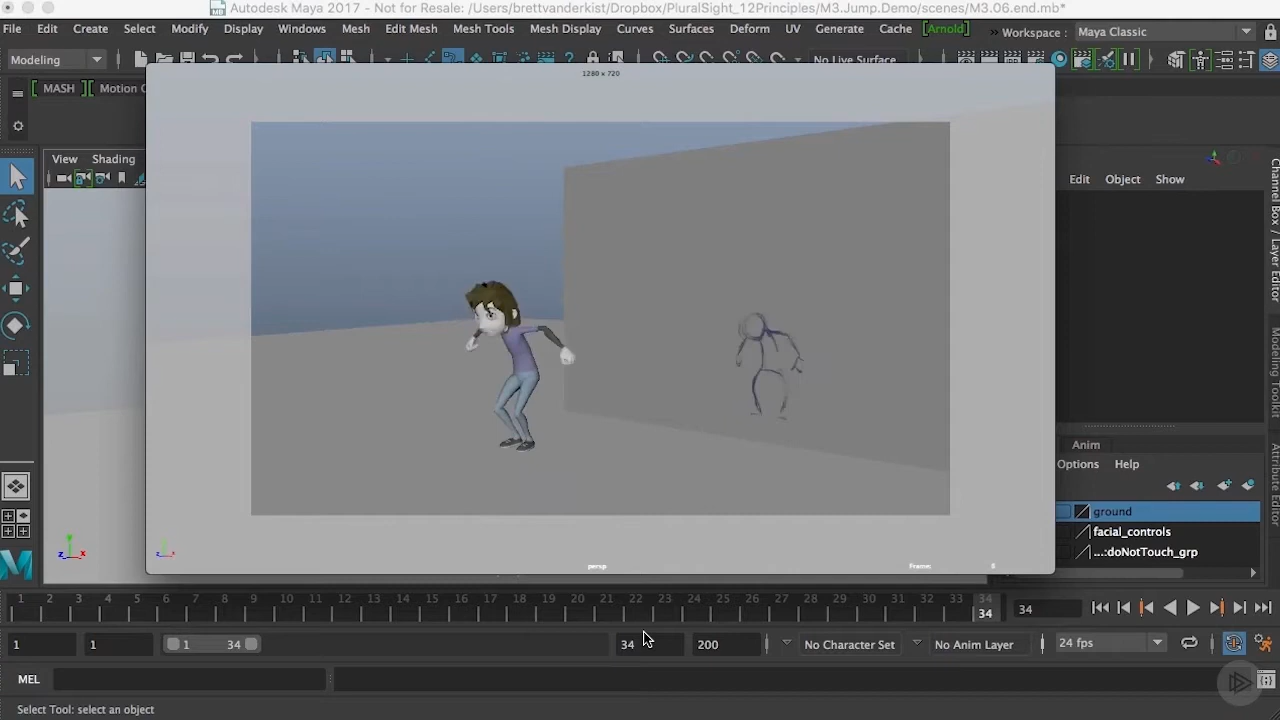 Autodesk Maya 2017 - Not for Resale: /Users/brettvanderkist/Dropbox/PluralSight_12Principles/M3.Jump.Demo/scenes/M3.06.end.mb*
File Edit Create Select Modify Display Windows Mesh Edit Mesh Mesh Tools Mesh Display Curves Surfaces Deform UV Generate Cache [Arnold] » Workspace : Maya Classic
Modeling No Live Surface
MASH Motion
1280 x 720
View Shading
Edit Object Show
Channel Box / Layer Editor
Modeling Toolkit
Attribute Editor
Anim
Options Help
ground
facial_controls
...:doNotTouch_grp
persp Frame: 8
1 2 3 4 5 6 7 8 9 10 11 12 13 14 15 16 17 18 19 20 21 22 23 24 25 26 27 28 29 30 31 32 33 34
34 34
1 1 1 34 34 200 No Character Set No Anim Layer 24 fps
MEL
Select Tool: select an object